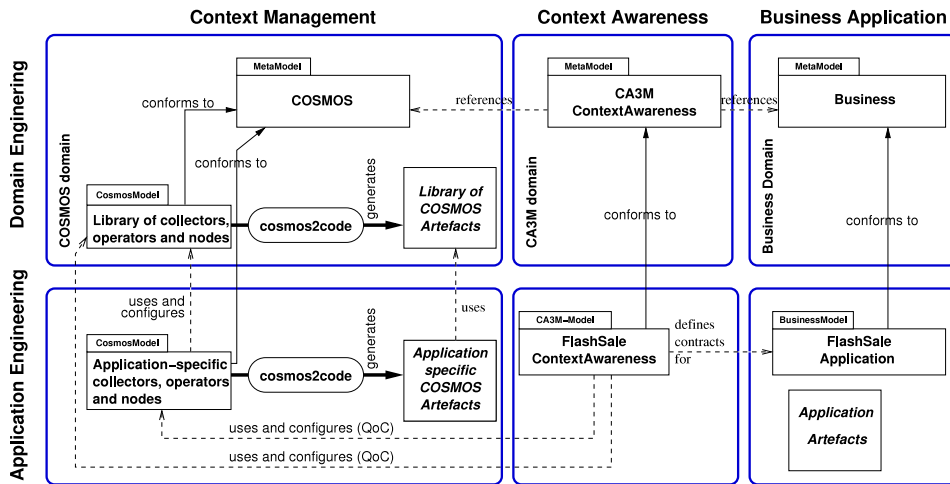 Context Management
Context Awareness
Business Application
Domain Enginering
Application Engineering
COSMOS domain
MetaModel
COSMOS
conforms to
conforms to
references
CosmosModel
Library of collectors,
operators and nodes
cosmos2code
generates
Library of
COSMOS
Artefacts
CA3M domain
MetaModel
CA3M
ContextAwareness
references
conforms to
Business Domain
MetaModel
Business
conforms to
uses and
configures
uses
CosmosModel
Application-specific
collectors, operators
and nodes
cosmos2code
generates
Application
specific
COSMOS
Artefacts
uses and configures (QoC)
uses and configures (QoC)
CA3M-Model
FlashSale
ContextAwareness
defines
contracts
for
BusinessModel
FlashSale
Application
Application
Artefacts